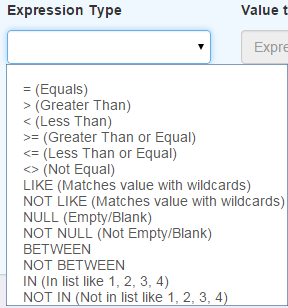 Expression Type Value t
Expre
= (Equals)
> (Greater Than)
< (Less Than)
>= (Greater Than or Equal)
<= (Less Than or Equal)
<> (Not Equal)
LIKE (Matches value with wildcards)
NOT LIKE (Matches value with wildcards)
NULL (Empty/Blank)
NOT NULL (Not Empty/Blank)
BETWEEN
NOT BETWEEN
IN (In list like 1, 2, 3, 4)
NOT IN (Not in list like 1, 2, 3, 4)